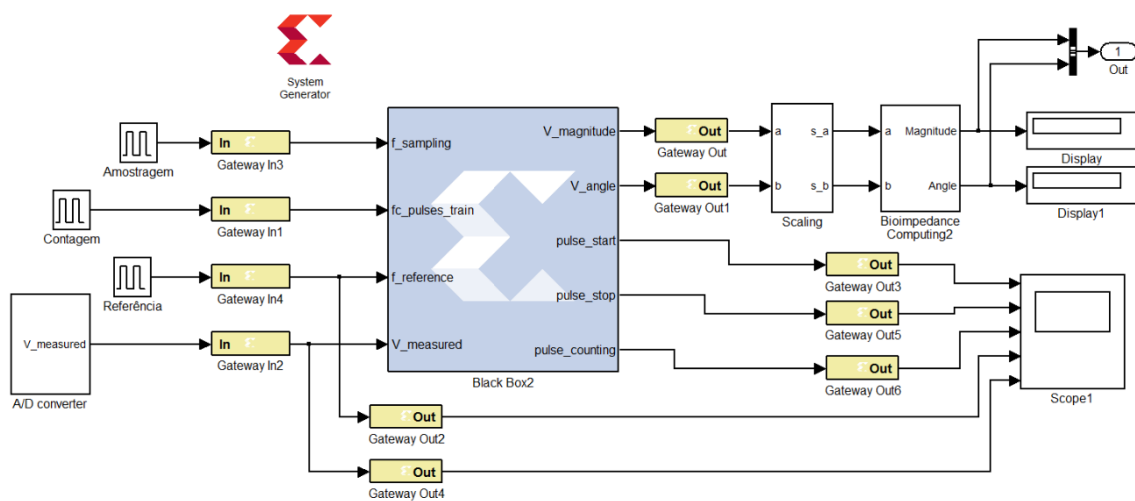 System
Generator
Amostragem
In
Gateway In3
Contagem
In
Gateway In1
Referência
In
Gateway In4
V_measured
A/D converter
In
Gateway In2
f_sampling
fc_pulses_train
f_reference
V_measured
V_magnitude
V_angle
pulse_start
pulse_stop
pulse_counting
Black Box2
Out
Gateway Out
Out
Gateway Out1
a
b
s_a
s_b
Scaling
a
b
Magnitude
Angle
Bioimpedance
Computing2
1
Out
Display
Display1
Out
Gateway Out3
Out
Gateway Out5
Out
Gateway Out6
Scope1
Out
Gateway Out2
Out
Gateway Out4